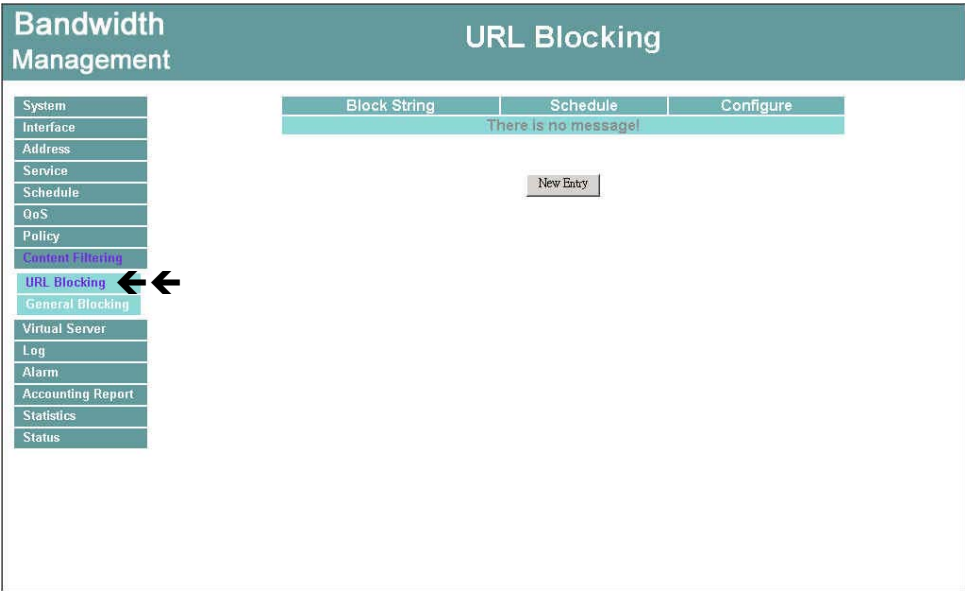 Bandwidth
Management
URL Blocking
System
Interface
Address
Service
Schedule
QoS
Policy
Content Filtering
URL Blocking
General Blocking
Virtual Server
Log
Alarm
Accounting Report
Statistics
Status
Block String Schedule Configure
There is no message!
New Entry